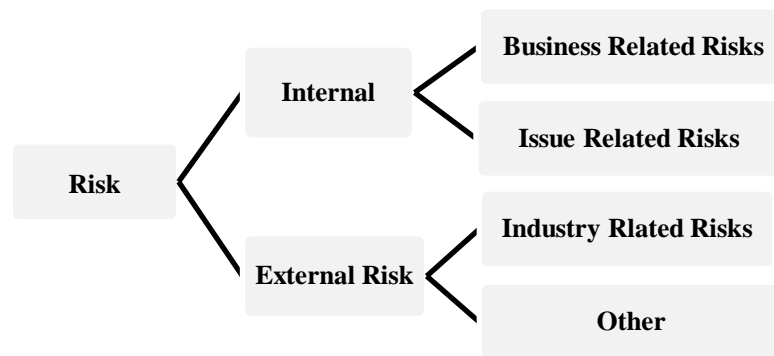 Business Related Risks
Internal
Issue Related Risks
Risk
Industry Rlated Risks
External Risk
Other